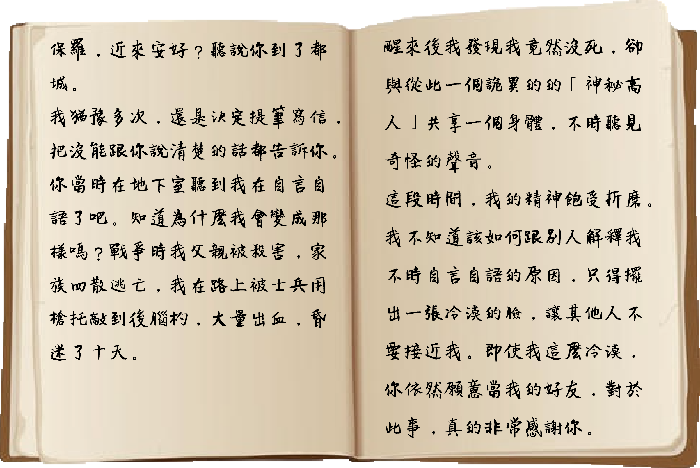 保羅，近來安好？聽說你到了都
城。
我猶豫多次，還是決定提筆寫信，
把沒能跟你說清楚的話都告訴你。
你當時在地下室聽到我在自言自
語了吧。知道為什麼我會變成那
樣嗎？戰爭時我父親被殺害，家
族四散逃亡，我在路上被士兵用
槍托敲到後腦杓，大量出血，昏
迷了十天。
醒來後我發現我竟然沒死，卻
與從此一個詭異的的「神秘高
人」共享一個身體，不時聽見
奇怪的聲音。
這段時間，我的精神飽受折磨。
我不知道該如何跟別人解釋我
不時自言自語的原因，只得擺
出一張冷淡的臉，讓其他人不
要接近我。即使我這麼冷淡，
你依然願意當我的好友，對於
此事，真的非常感謝你。